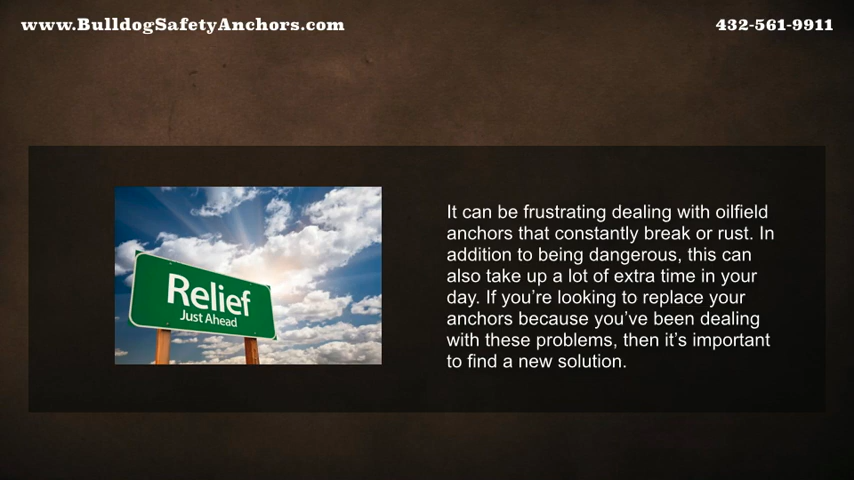 www.BulldogSafetyAnchors.com
432-561-9911
Relief
Just Ahead
It can be frustrating dealing with oilfield
anchors that constantly break or rust. In
addition to being dangerous, this can
also take up a lot of extra time in your
day. If you’re looking to replace your
anchors because you’ve been dealing
with these problems, then it’s important
to find a new solution.